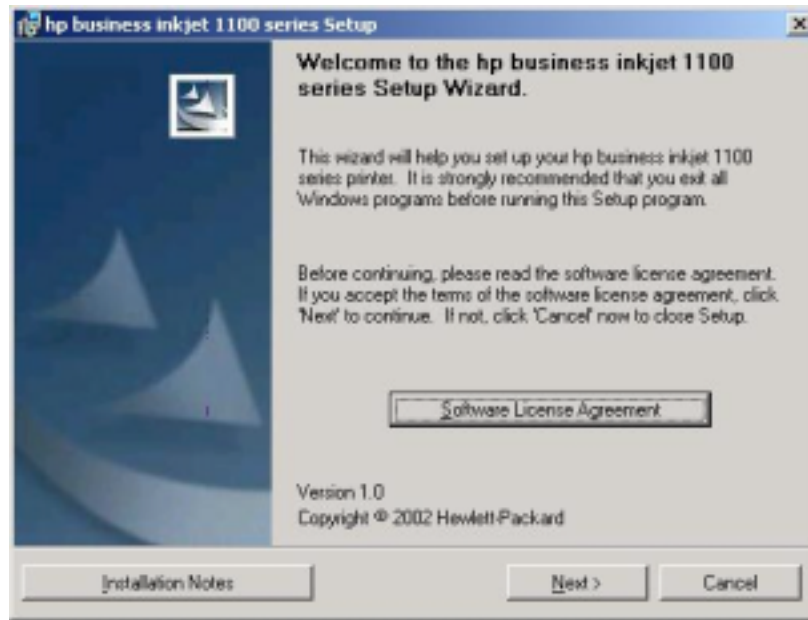 hp business inkjet 1100 series Setup
Welcome to the hp business inkjet 1100
series Setup Wizard.
This wizard will help you set up your hp business inkjet 1100
series printer. It is strongly recommended that you exit all
Windows programs before running this Setup program.
Before continuing, please read the software license agreement.
If you accept the terms of the software license agreement, click
'Next' to continue. If not, click 'Cancel' now to close Setup.
Software License Agreement
Version 1.0
Copyright © 2002 Hewlett-Packard
Installation Notes
Next >
Cancel